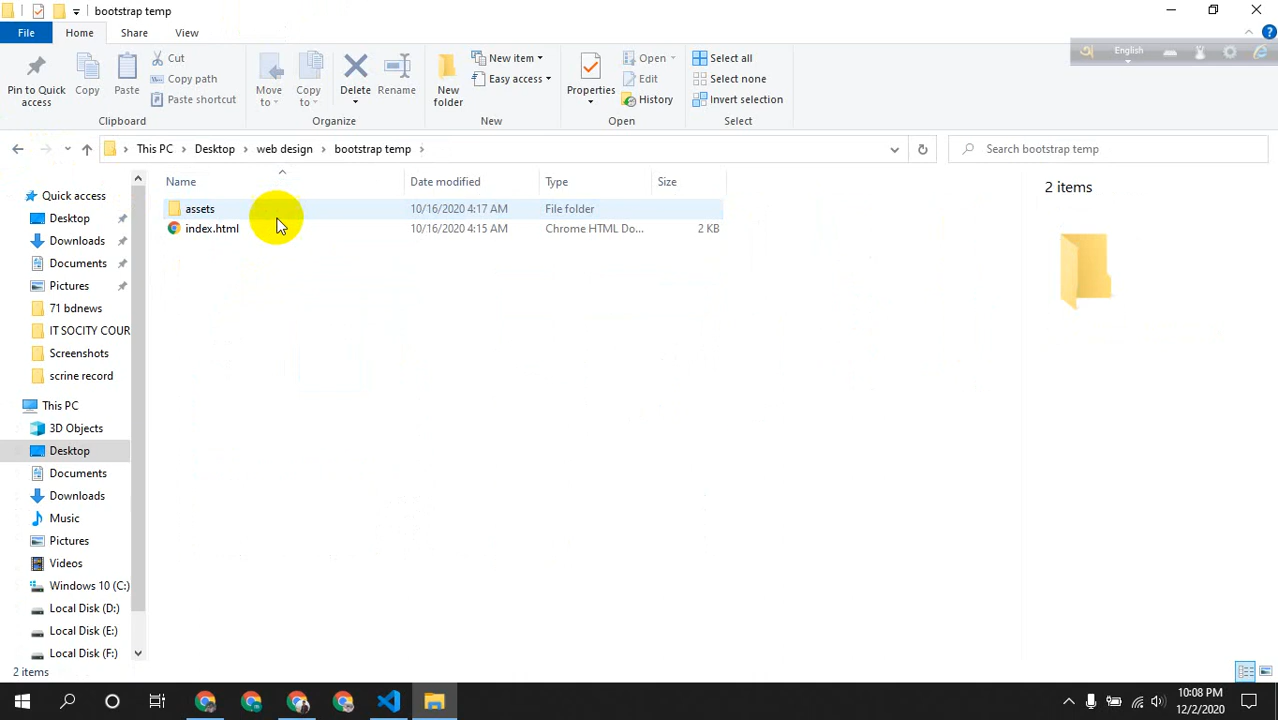 bootstrap temp
File
Home
Share
View
Pin to Quick access
Copy
Paste
Cut
Copy path
Paste shortcut
Clipboard
Move to
Copy to
Delete
Rename
Organize
New folder
New item
Easy access
New
Properties
Open
Edit
History
Open
Select all
Select none
Invert selection
Select
English
This PC
Desktop
web design
bootstrap temp
Search bootstrap temp
Name
Date modified
Type
Size
assets
10/16/2020 4:17 AM
File folder
index.html
10/16/2020 4:15 AM
Chrome HTML Do...
2 KB
2 items
Quick access
Desktop
Downloads
Documents
Pictures
71 bdnews
IT SOCITY COUR
Screenshots
scrine record
This PC
3D Objects
Desktop
Documents
Downloads
Music
Pictures
Videos
Windows 10 (C:)
Local Disk (D:)
Local Disk (E:)
Local Disk (F:)
2 items
10:08 PM
12/2/2020